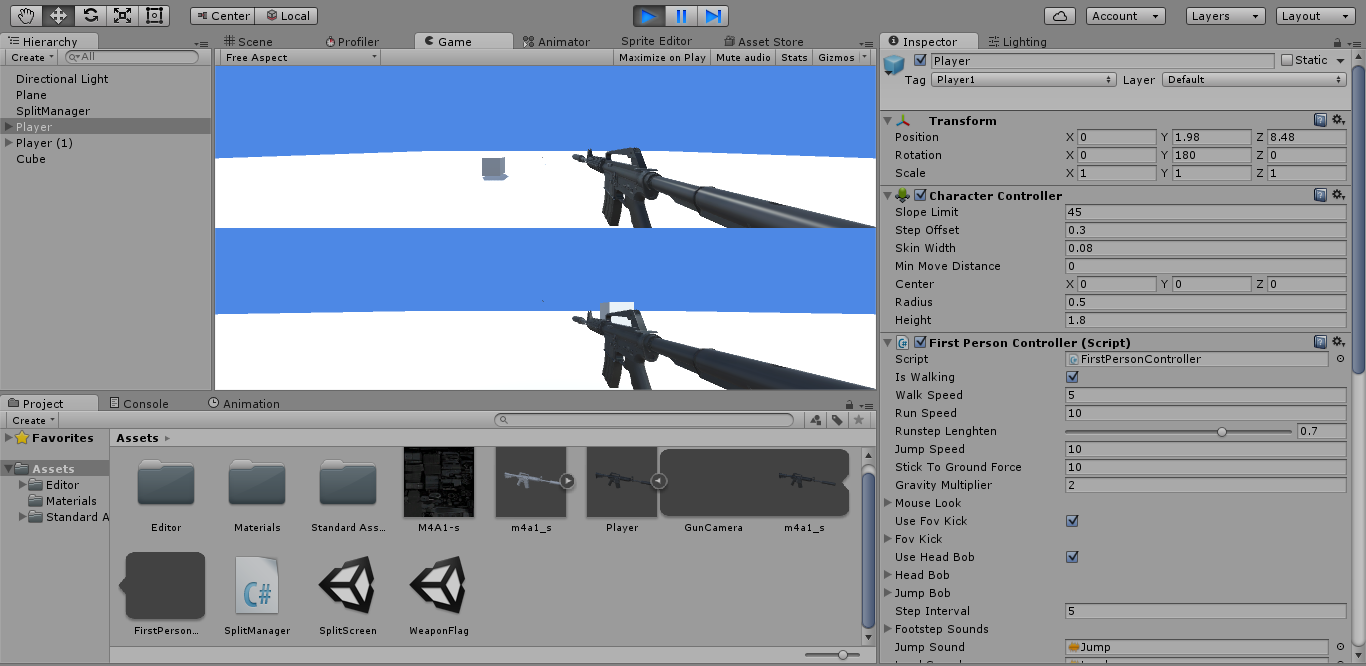 Center Local Account Layers Layout
Hierarchy
Create All
Directional Light
Plane
SplitManager
Player
Player (1)
Cube
Scene Profiler Game Animator Sprite Editor Asset Store
Free Aspect Maximize on Play Mute audio Stats Gizmos
Project Console Animation
Create
Favorites
Assets
Editor
Materials
Standard A
Assets
Editor Materials Standard Ass... M4A1-s m4a1_s Player GunCamera m4a1_s
FirstPerson... SplitManager SplitScreen WeaponFlag
Inspector Lighting
Player Static
Tag Player1 Layer Default
Transform
Position X 0 Y 1.98 Z 8.48
Rotation X 0 Y 180 Z 0
Scale X 1 Y 1 Z 1
Character Controller
Slope Limit 45
Step Offset 0.3
Skin Width 0.08
Min Move Distance 0
Center X 0 Y 0 Z 0
Radius 0.5
Height 1.8
First Person Controller (Script)
Script FirstPersonController
Is Walking
Walk Speed 5
Run Speed 10
Runstep Lenghten 0.7
Jump Speed 10
Stick To Ground Force 10
Gravity Multiplier 2
Mouse Look
Use Fov Kick
Fov Kick
Use Head Bob
Head Bob
Jump Bob
Step Interval 5
Footstep Sounds
Jump Sound Jump